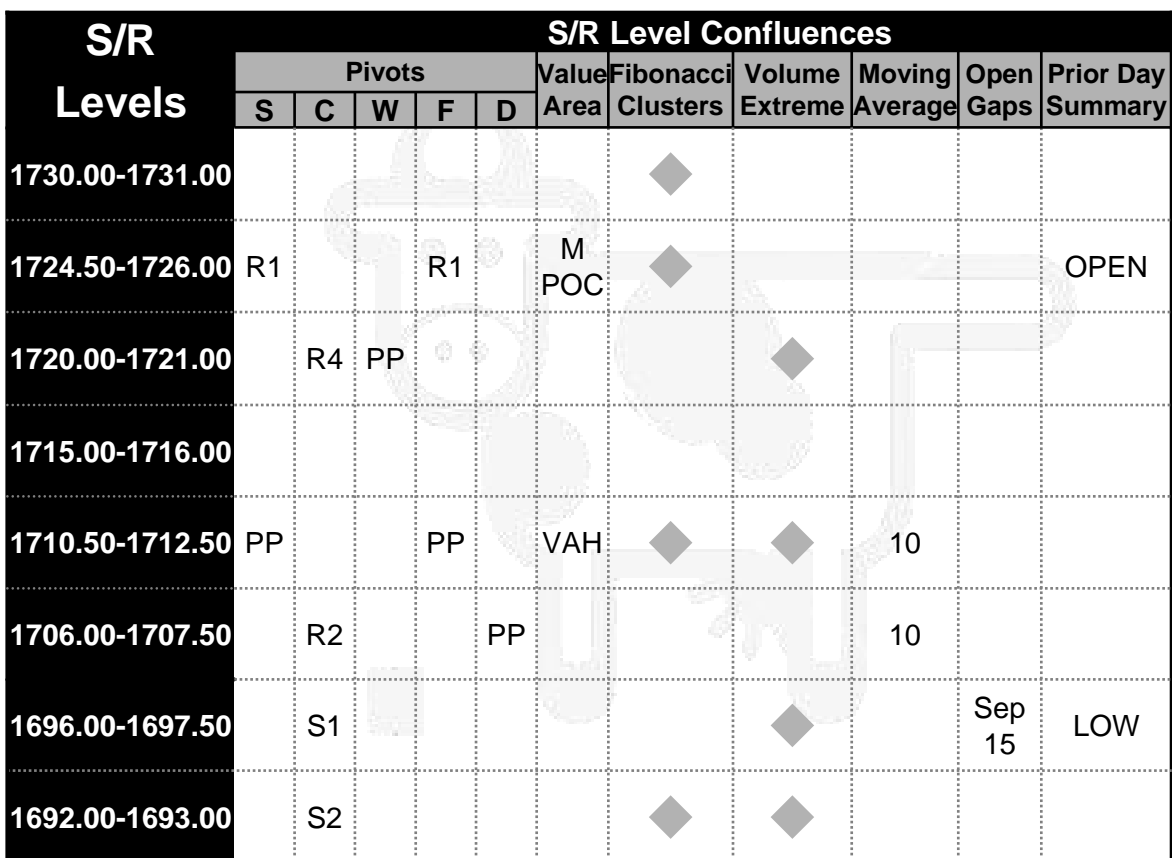 S/R Level Confluences
S/R
Levels
Pivots
Value Fibonacci Volume Moving Open Prior Day
S C W F D Area Clusters Extreme Average Gaps Summary
1730.00-1731.00
1724.50-1726.00 R1 R1 M POC OPEN
1720.00-1721.00 R4 PP
1715.00-1716.00
1710.50-1712.50 PP PP VAH 10
1706.00-1707.50 R2 PP 10
1696.00-1697.50 S1 Sep 15 LOW
1692.00-1693.00 S2